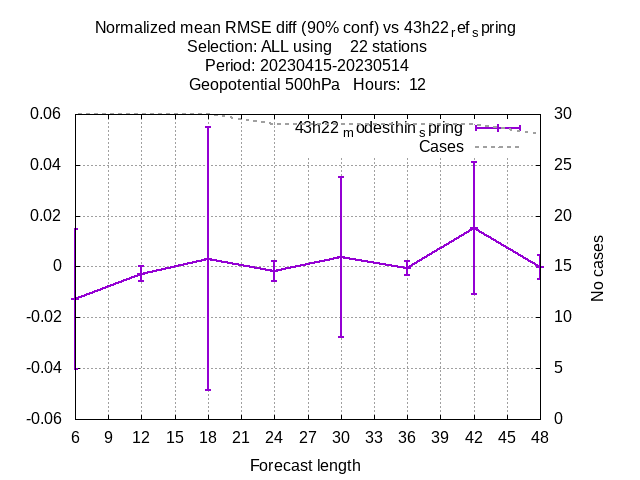 Normalized mean RMSE diff (90% conf) vs 43h22refspring
Selection: ALL using 22 stations
Period: 20230415-20230514
Geopotential 500hPa Hours: 12
43h22modesthinspring
Cases
0.06
0.04
0.02
0
-0.02
-0.04
-0.06
30
25
20
15
10
5
0
No cases
6 9 12 15 18 21 24 27 30 33 36 39 42 45 48
Forecast length